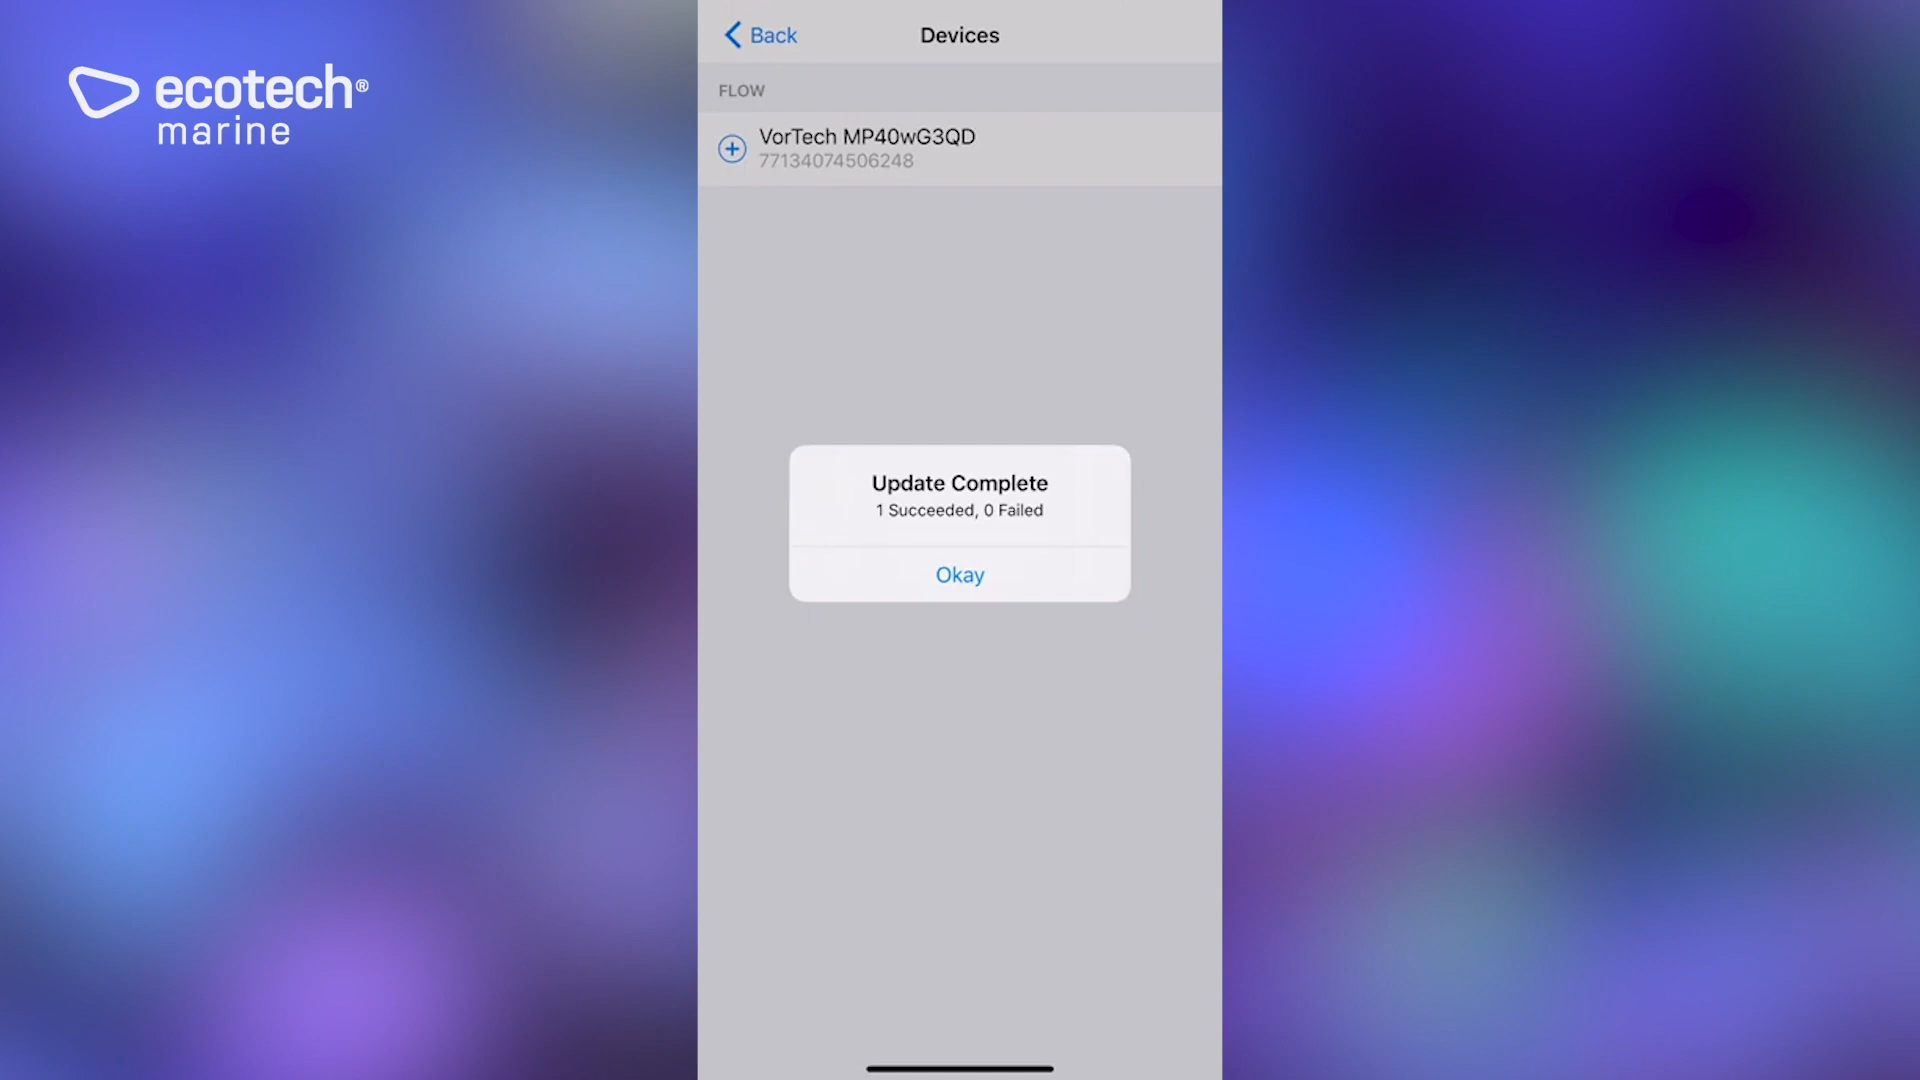 ecotech®
marine
Back
Devices
FLOW
VorTech MP40wG3QD
77134074506248
Update Complete
1 Succeeded, 0 Failed
Okay